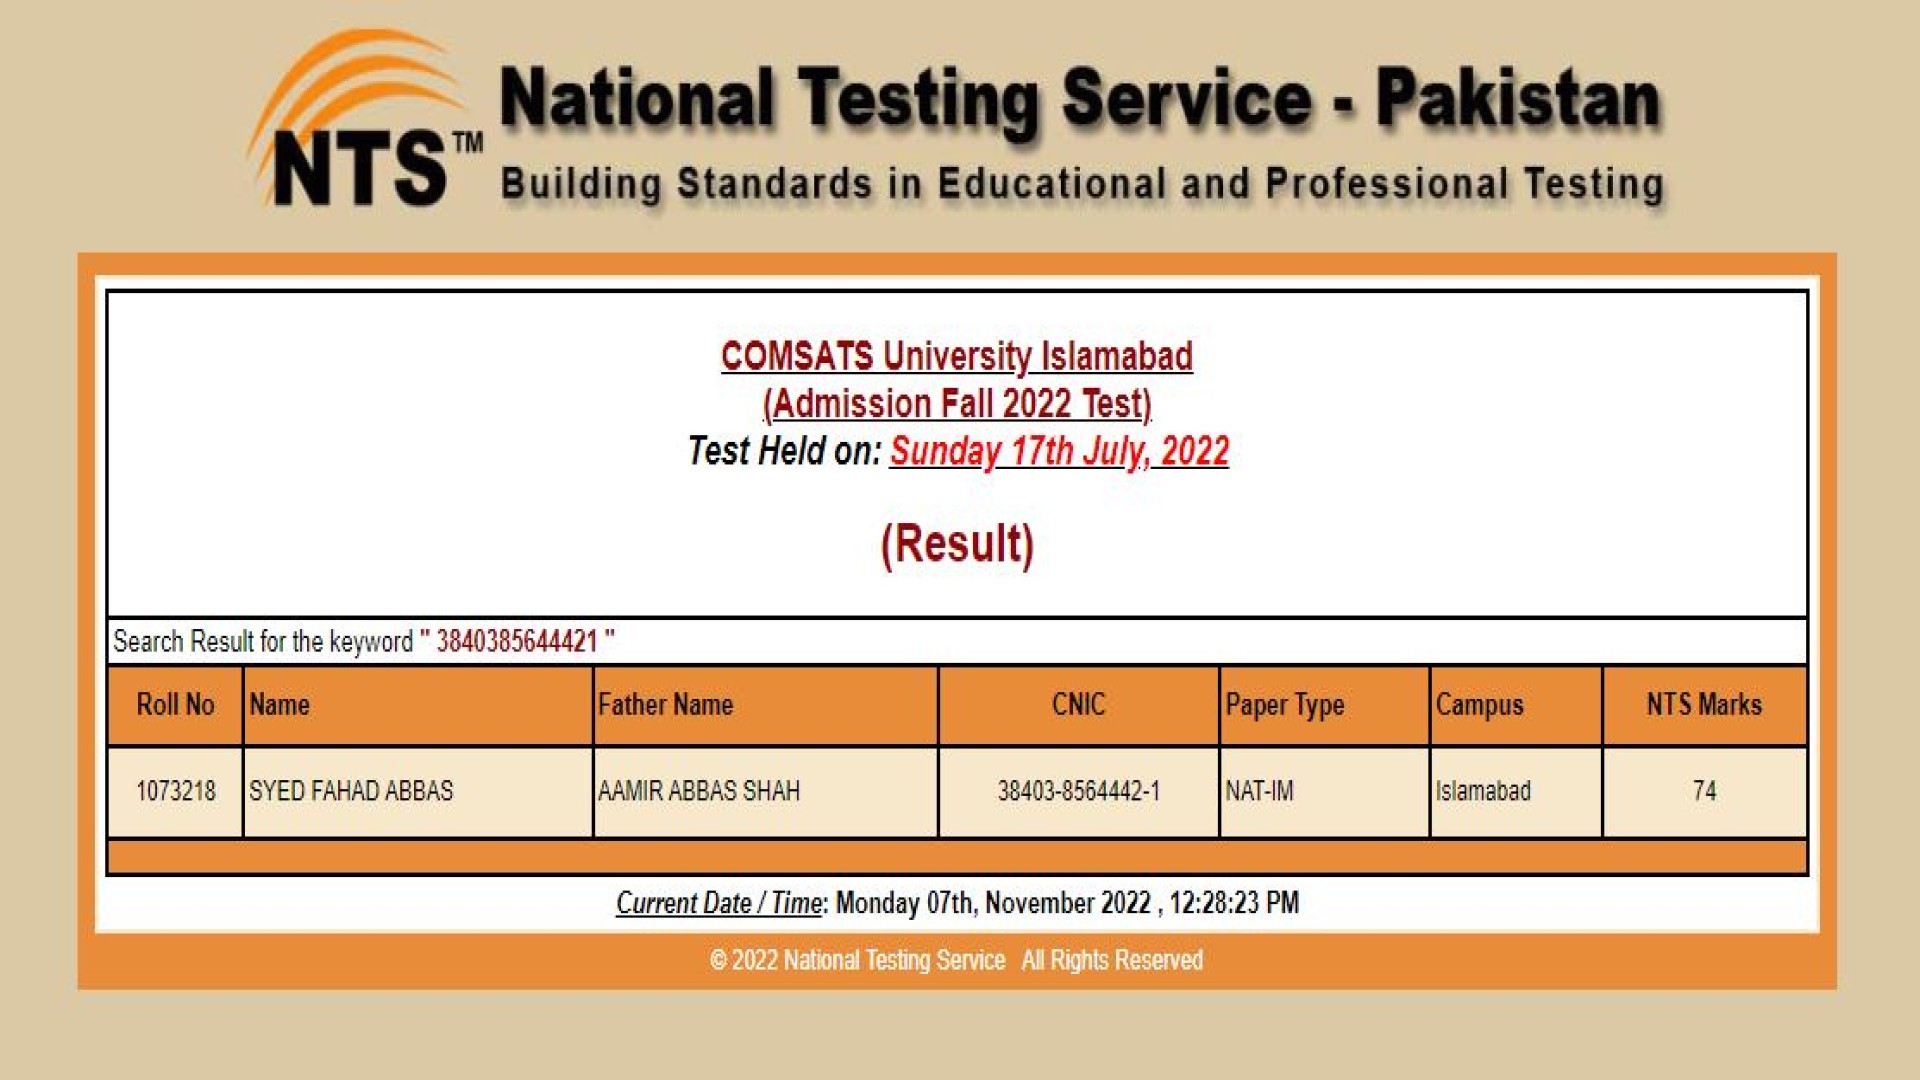 NTS™
National Testing Service - Pakistan
Building Standards in Educational and Professional Testing
COMSATS University Islamabad
(Admission Fall 2022 Test)
Test Held on: Sunday 17th July, 2022
(Result)
Search Result for the keyword " 3840385644421 "
Roll No Name Father Name CNIC Paper Type Campus NTS Marks
1073218 SYED FAHAD ABBAS AAMIR ABBAS SHAH 38403-8564442-1 NAT-IM Islamabad 74
Current Date / Time: Monday 07th, November 2022 , 12:28:23 PM
© 2022 National Testing Service All Rights Reserved